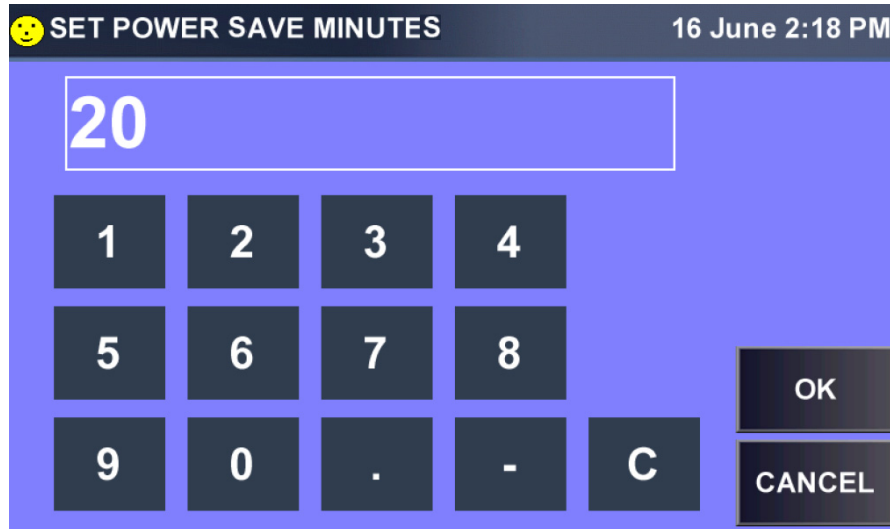 SET POWER SAVE MINUTES 16 June 2:18 PM
20
1 2 3 4
5 6 7 8
OK
9 0 . - C
CANCEL